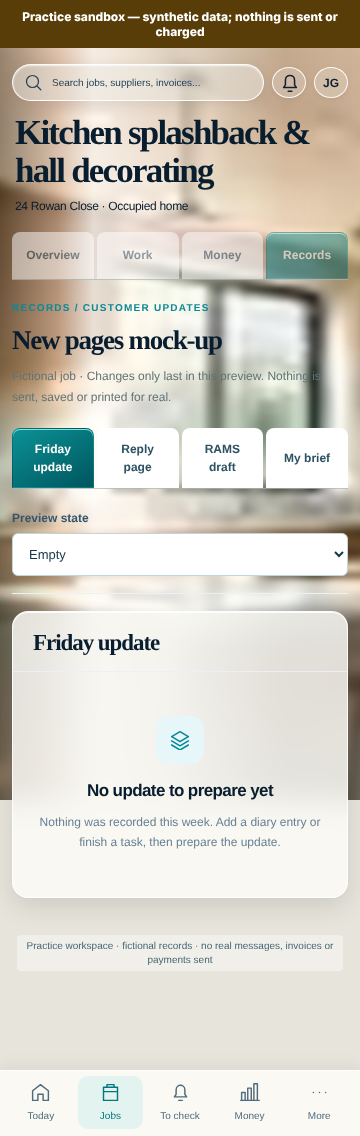 Practice sandbox — synthetic data; nothing is sent or
charged
Search jobs, suppliers, invoices...
JG
Kitchen splashback &
hall decorating
24 Rowan Close · Occupied home
Overview
Work
Money
Records
RECORDS / CUSTOMER UPDATES
New pages mock-up
Fictional job · Changes only last in this preview. Nothing is
sent, saved or printed for real.
Friday
update
Reply
page
RAMS
draft
My brief
Preview state
Empty
Friday update
No update to prepare yet
Nothing was recorded this week. Add a diary entry or
finish a task, then prepare the update.
Practice workspace · fictional records · no real messages, invoices or
payments sent
Today
Jobs
To check
Money
More